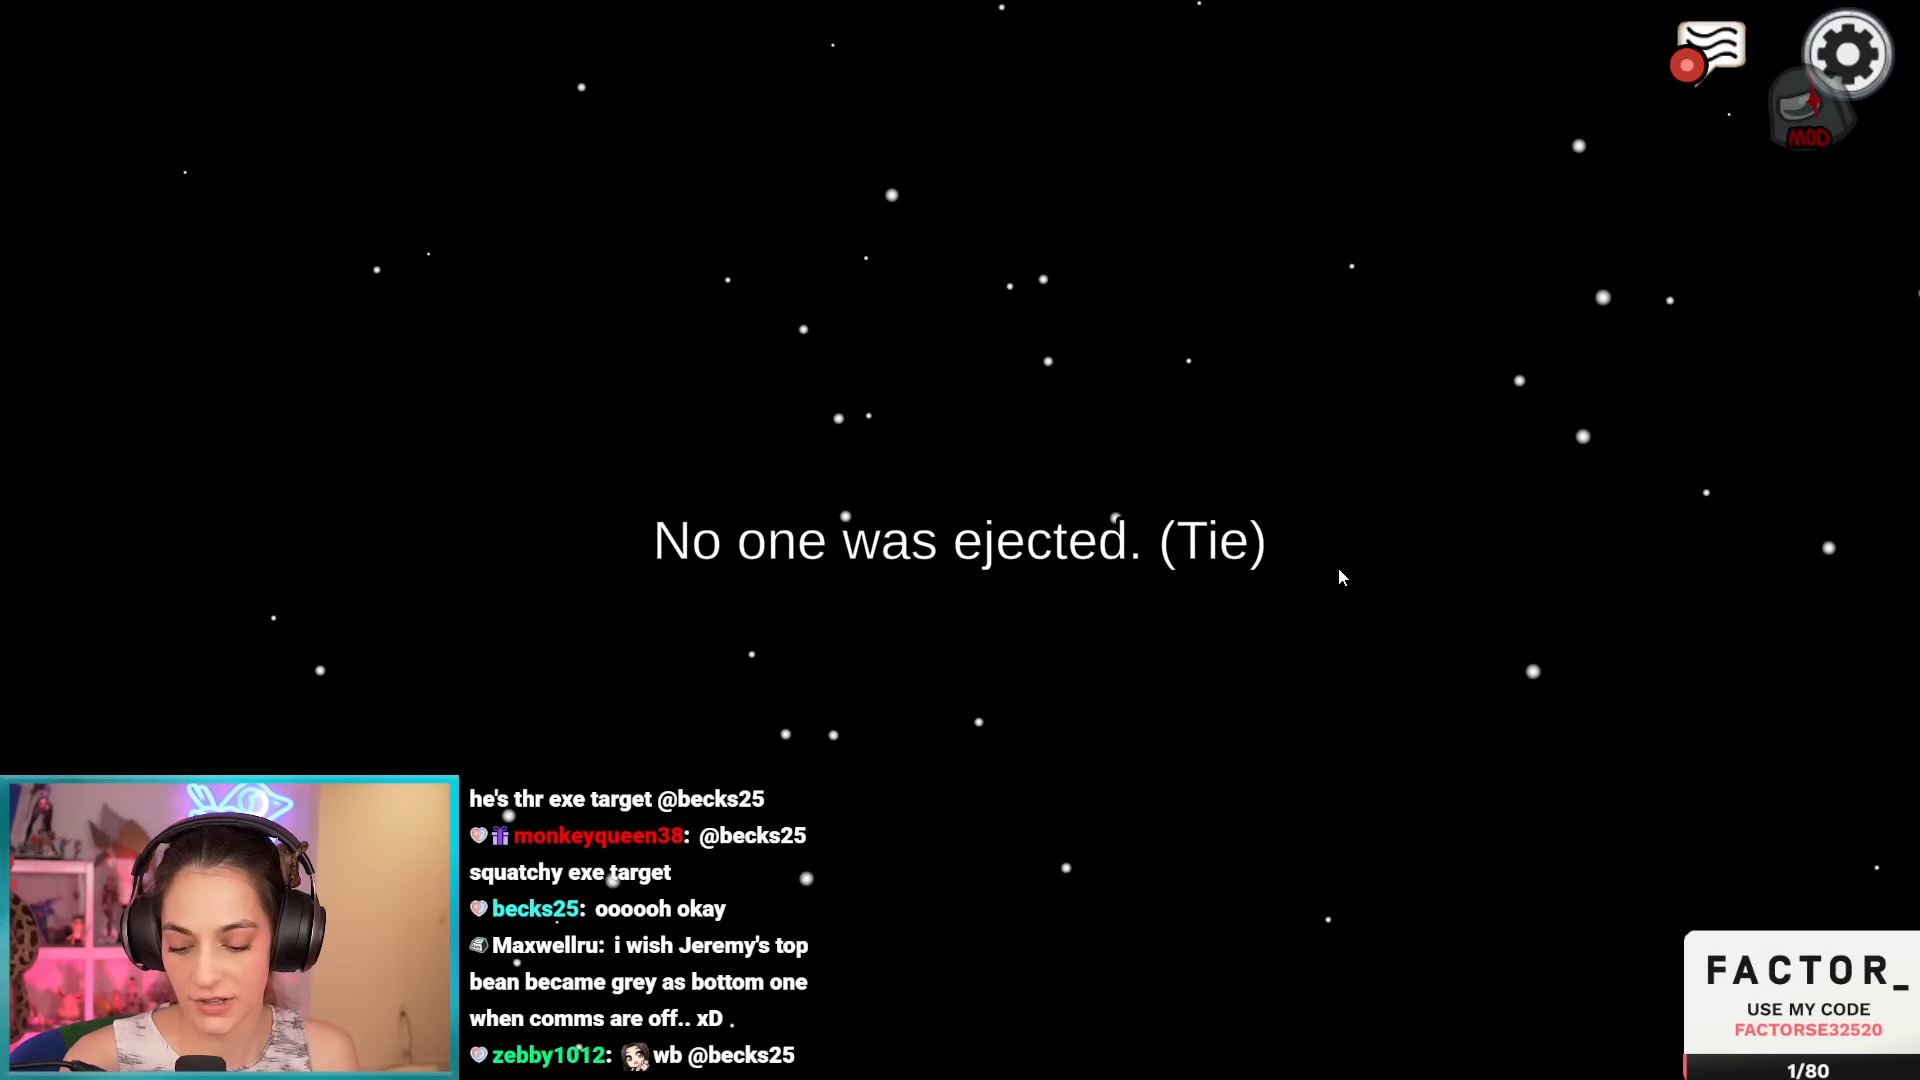 MOD
No one was ejected. (Tie)
he's thr exe target @becks25
monkeyqueen38: @becks25
squatchy exe target
becks25: oooooh okay
Maxwellru: i wish Jeremy's top
bean became grey as bottom one
when comms are off.. xD .
zebby1012: wb @becks25
FACTOR_
USE MY CODE
FACTORSE32520
1/80